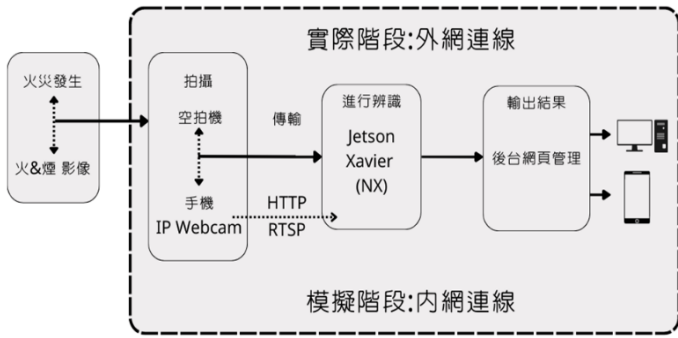 實際階段:外網連線
火災發生
火&煙 影像
拍攝
空拍機
手機
IP Webcam
傳輸
HTTP
RTSP
進行辨識
Jetson
Xavier
(NX)
輸出結果
後台網頁管理
模擬階段:內網連線